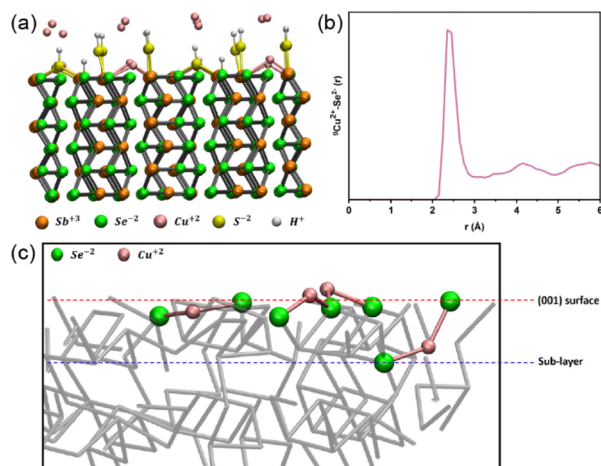 (a)
Sb+3 Se-2 Cu+2 S-2 H+
(b)
gCu2+-Se2- (r)
0 1 2 3 4 5 6
r (Å)
(c)
Se-2 Cu+2
(001) surface
Sub-layer